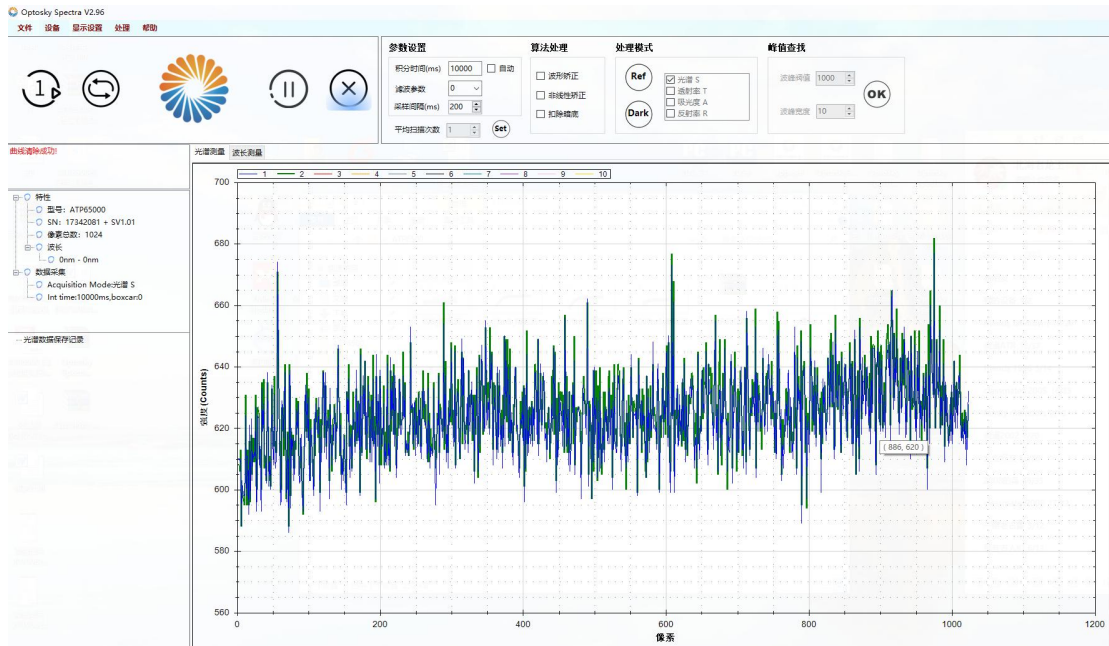 Optosky Spectra V2.96
文件 设备 显示设置 处理 帮助
参数设置 算法处理 处理模式 峰值查找
积分时间(ms) 10000 自动
滤波参数 0
采样间隔(ms) 200
平均扫描次数 1 Set
波形矫正
非线性矫正
扣除暗底
Ref
Dark
光谱 S
透射率 T
吸光度 A
反射率 R
波峰阈值 1000
波峰宽度 10
OK
曲线清除成功!
特性
型号: ATP65000
SN: 17342081 + SV1.01
像素总数: 1024
波长
0nm - 0nm
数据采集
Acquisition Mode:光谱 S
Int time:10000ms,boxcar:0
光谱数据保存记录
光谱测量 波长测量
1 2 3 4 5 6 7 8 9 10
700
680
660
640
620
600
580
560
强度 (Counts)
( 886, 620 )
0 200 400 600 800 1000 1200
像素